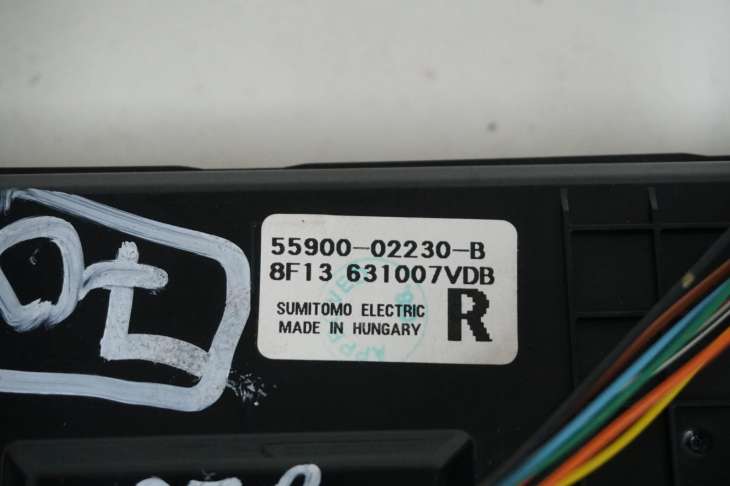 55900-02230-B
8F13 631007VDB
SUMITOMO ELECTRIC
MADE IN HUNGARY
R